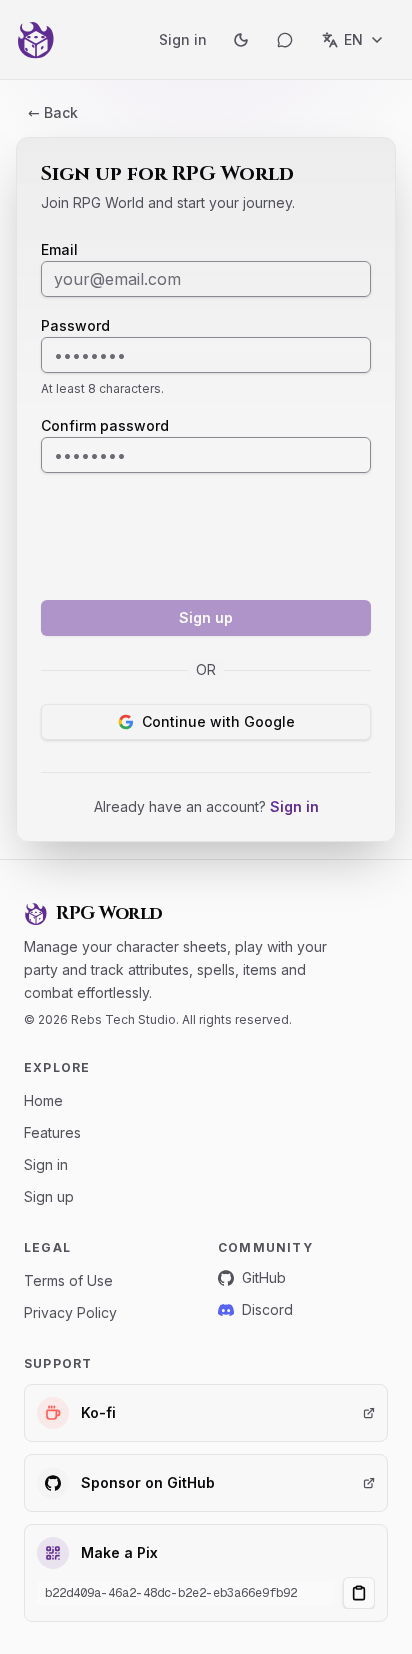 Sign in
EN
← Back
Sign up for RPG World
Join RPG World and start your journey.
Email
your@email.com
Password
••••••••
At least 8 characters.
Confirm password
••••••••
Sign up
OR
Continue with Google
Already have an account? Sign in
RPG World
Manage your character sheets, play with your
party and track attributes, spells, items and
combat effortlessly.
© 2026 Rebs Tech Studio. All rights reserved.
EXPLORE
Home
Features
Sign in
Sign up
LEGAL
Terms of Use
Privacy Policy
COMMUNITY
GitHub
Discord
SUPPORT
Ko-fi
Sponsor on GitHub
Make a Pix
b22d409a-46a2-48dc-b2e2-eb3a66e9fb92